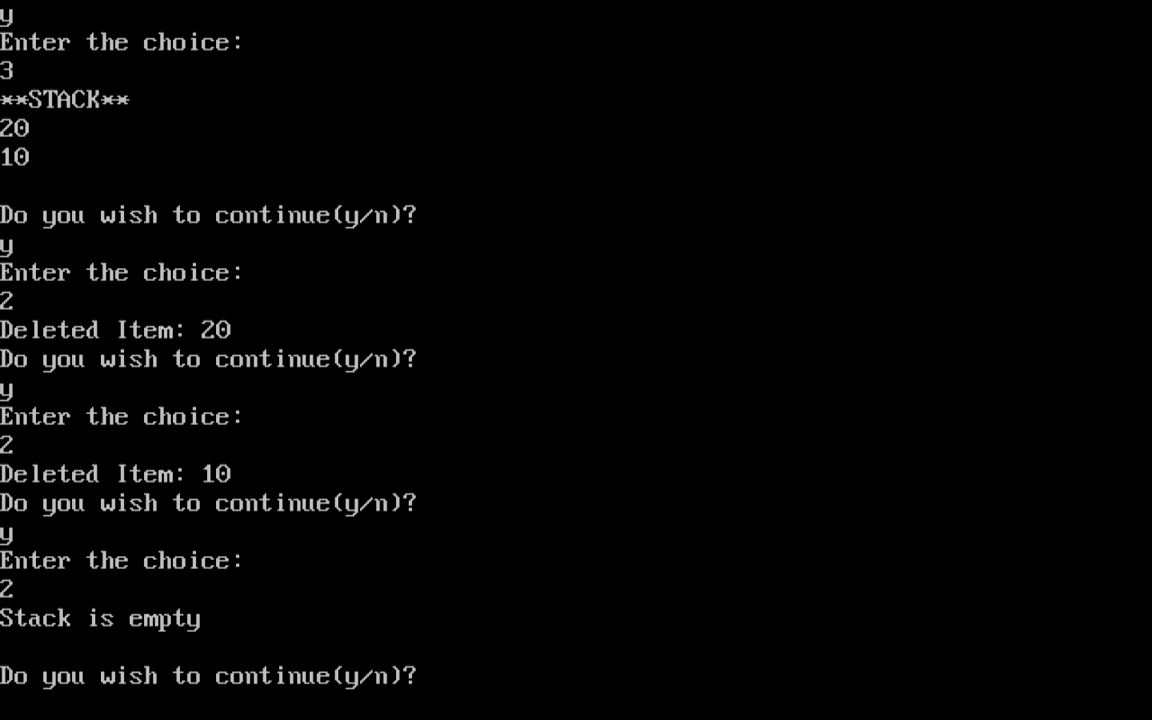 y
Enter the choice:
3
**STACK**
20
10
Do you wish to continue(y/n)?
y
Enter the choice:
2
Deleted Item: 20
Do you wish to continue(y/n)?
y
Enter the choice:
2
Deleted Item: 10
Do you wish to continue(y/n)?
y
Enter the choice:
2
Stack is empty
Do you wish to continue(y/n)?